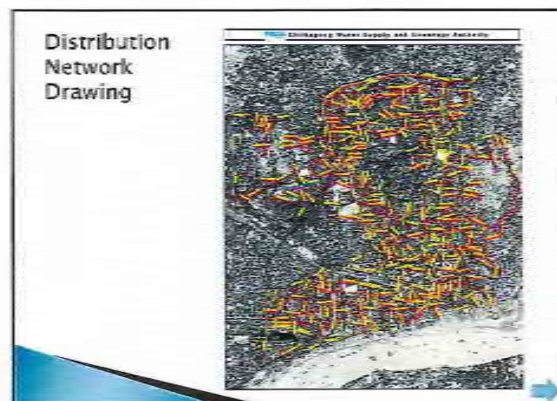 Distribution
Network
Drawing
Chittagong Water Supply and Sewerage Authority